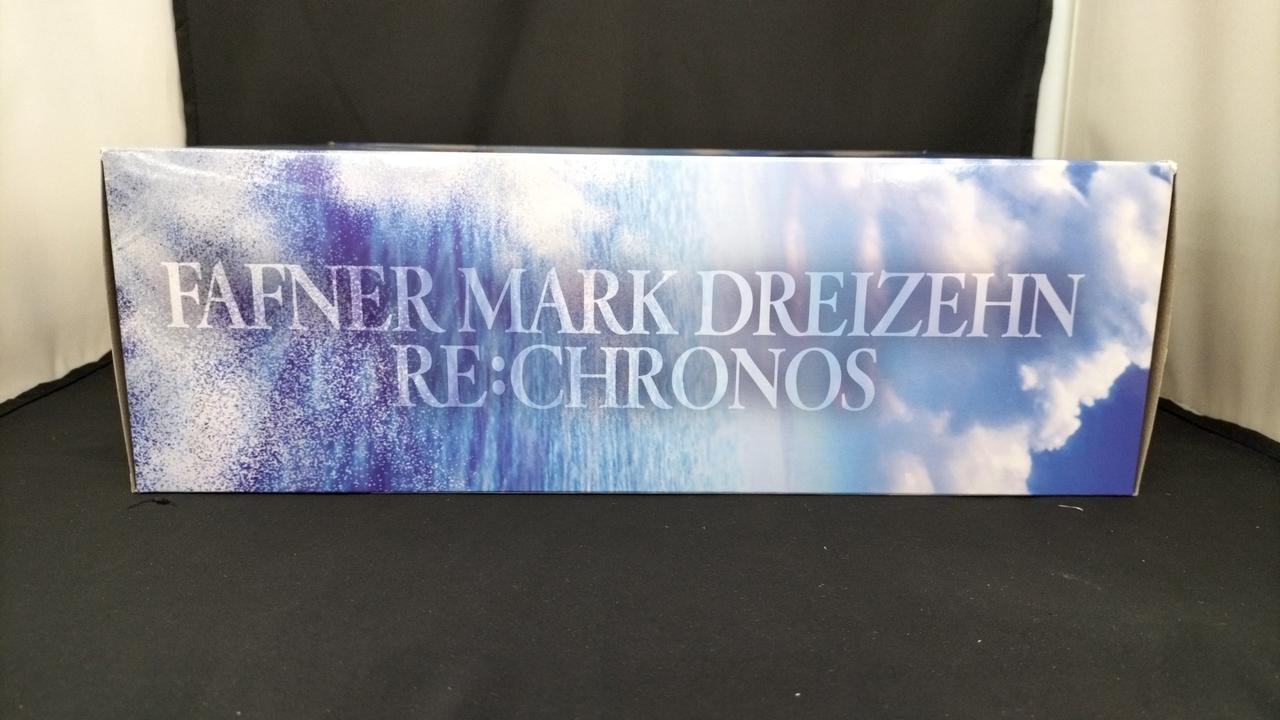 FAFNER MARK DREIZEHN
RE:CHRONOS